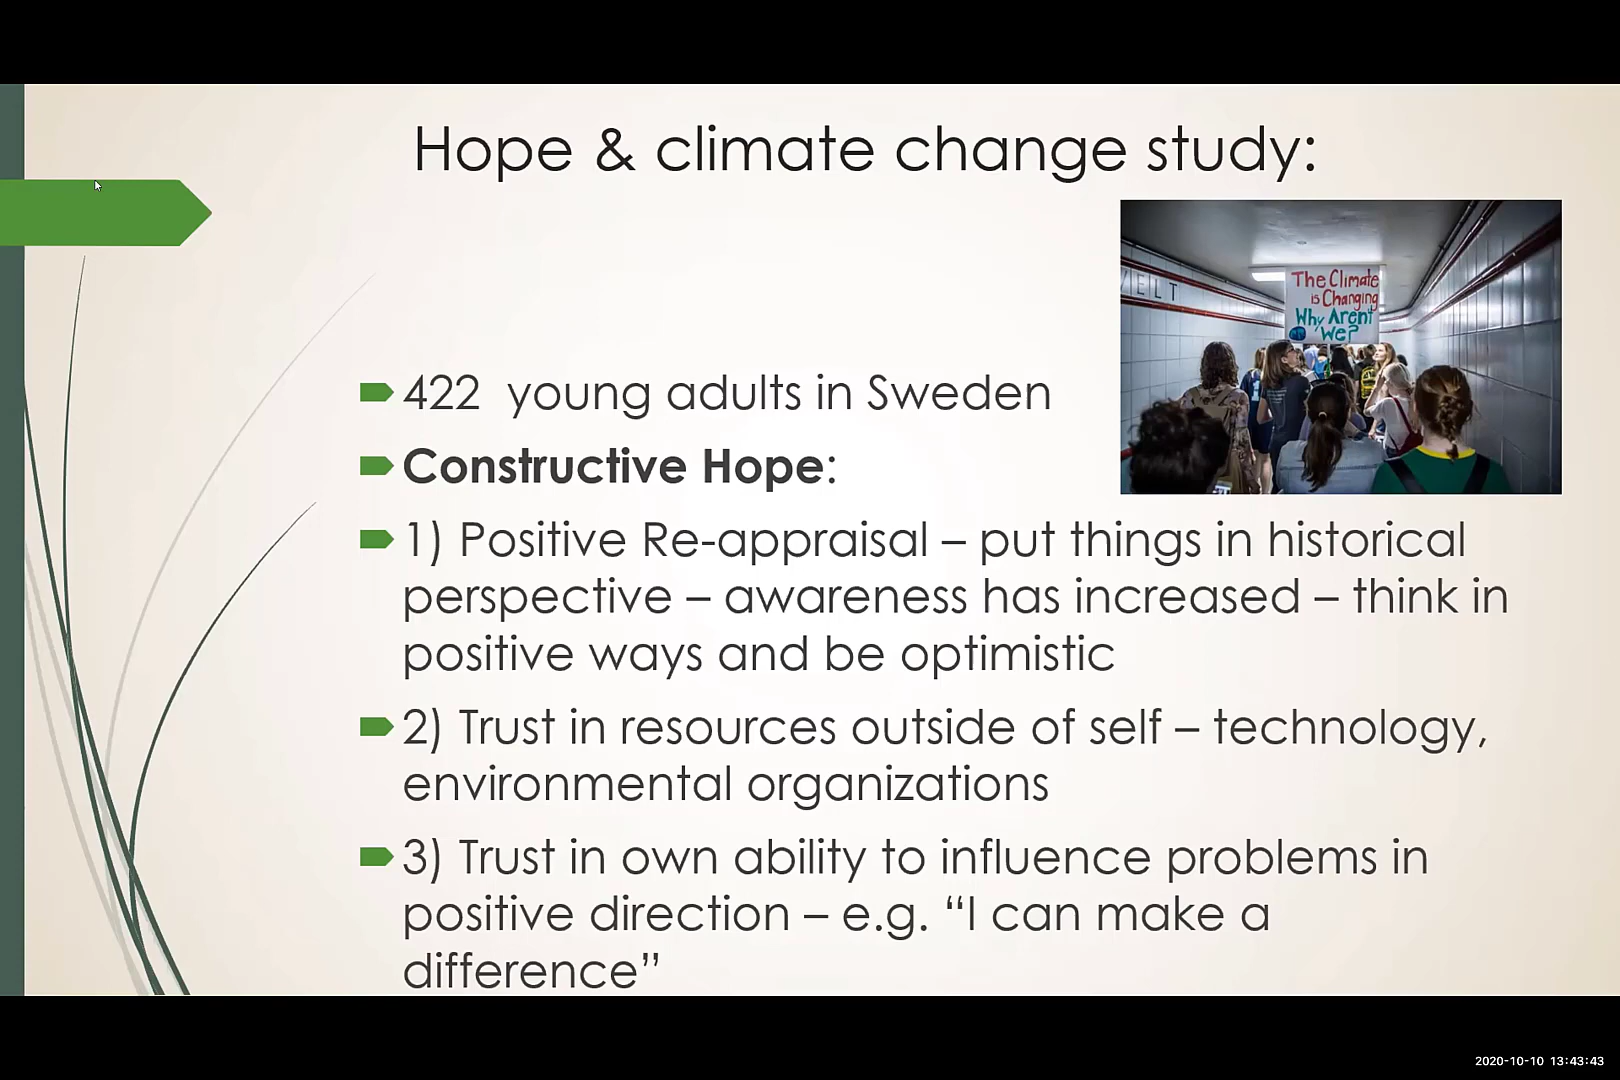 Hope & climate change study:
VELT
The Climate
is Changing
Why Aren't
We?
422 young adults in Sweden
Constructive Hope:
1) Positive Re-appraisal – put things in historical
perspective – awareness has increased – think in
positive ways and be optimistic
2) Trust in resources outside of self – technology,
environmental organizations
3) Trust in own ability to influence problems in
positive direction – e.g. “I can make a
difference”
2020-10-10 13:43:43